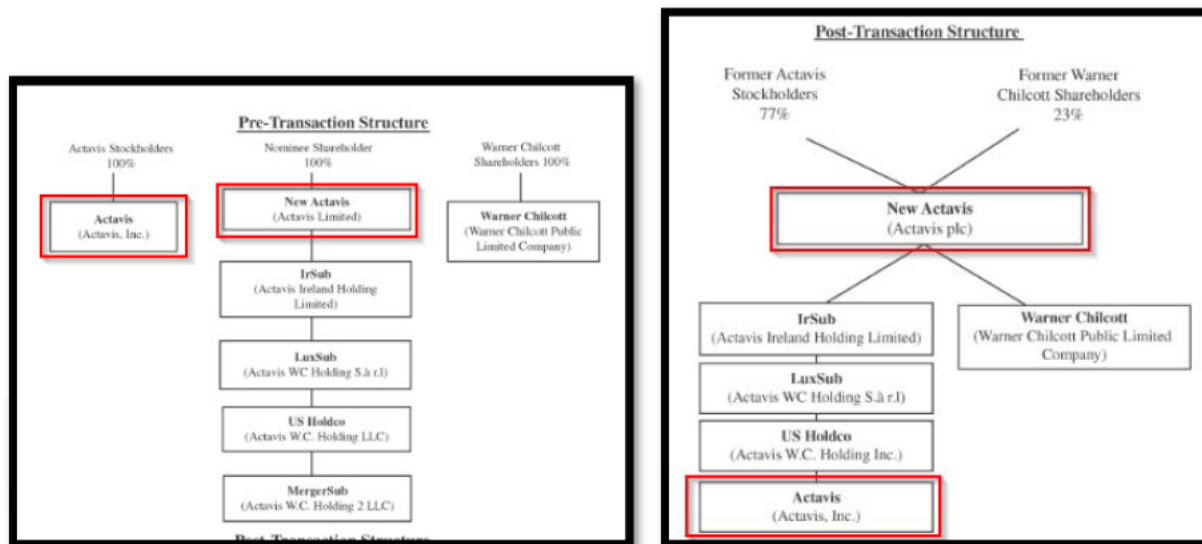 Pre-Transaction Structure
Actavis Stockholders
100%
Nominee Shareholder
100%
Warner Chilcott
Shareholders 100%
Actavis
(Actavis, Inc.)
New Actavis
(Actavis Limited)
Warner Chilcott
(Warner Chilcott Public
Limited Company)
IrSub
(Actavis Ireland Holding
Limited)
LuxSub
(Actavis WC Holding S.à r.l)
US Holdco
(Actavis W.C. Holding LLC)
MergerSub
(Actavis W.C. Holding 2 LLC)
Post-Transaction Structure
Post-Transaction Structure
Former Actavis
Stockholders
77%
Former Warner
Chilcott Shareholders
23%
New Actavis
(Actavis plc)
IrSub
(Actavis Ireland Holding Limited)
Warner Chilcott
(Warner Chilcott Public Limited
Company)
LuxSub
(Actavis WC Holding S.à r.l)
US Holdco
(Actavis W.C. Holding Inc.)
Actavis
(Actavis, Inc.)